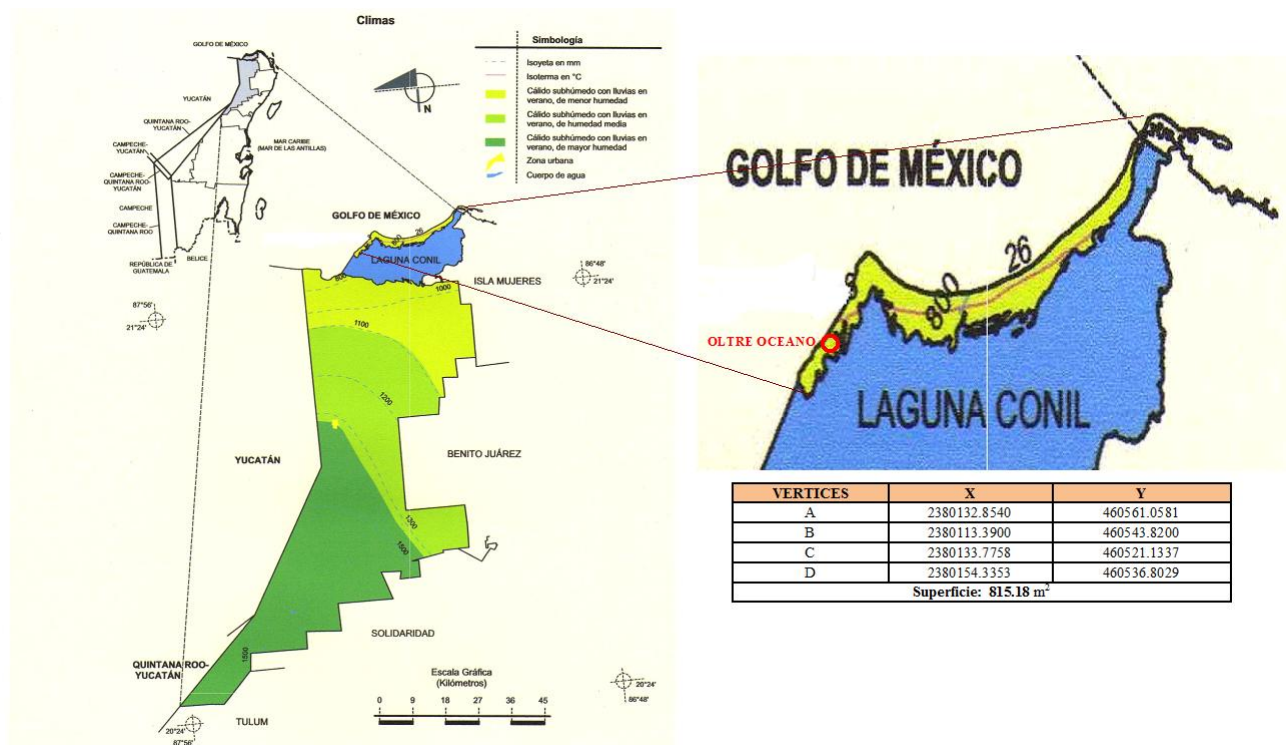 Climas
GOLFO DE MÉXICO
YUCATÁN
QUINTANA ROO-
YUCATÁN
CAMPECHE-
YUCATÁN
CAMPECHE-
QUINTANA ROO-
YUCATÁN
CAMPECHE
CAMPECHE-
QUINTANA ROO
REPÚBLICA DE
GUATEMALA
BELICE
MAR CARIBE
(MAR DE LAS ANTILLAS)
N
Simbología
Isoyeta en mm
Isoterma en °C
Cálido subhúmedo con lluvias en
verano, de menor humedad
Cálido subhúmedo con lluvias en
verano, de humedad media
Cálido subhúmedo con lluvias en
verano, de mayor humedad
Zona urbana
Cuerpo de agua
GOLFO DE MÉXICO
800
26
LAGUNA CONIL
800
1000
ISLA MUJERES
86°48'
21°24'
87°56'
21°24'
1100
1200
YUCATÁN
BENITO JUÁREZ
1300
1500
SOLIDARIDAD
QUINTANA ROO-
YUCATÁN
1500
TULUM
20°24'
87°56'
Escala Gráfica
(Kilómetros)
0 9 18 27 36 45
20°24'
86°48'
GOLFO DE MÉXICO
26
800
OLTRE OCEANO
LAGUNA CONIL
VERTICES X Y
A 2380132.8540 460561.0581
B 2380113.3900 460543.8200
C 2380133.7758 460521.1337
D 2380154.3353 460536.8029
Superficie: 815.18 m²